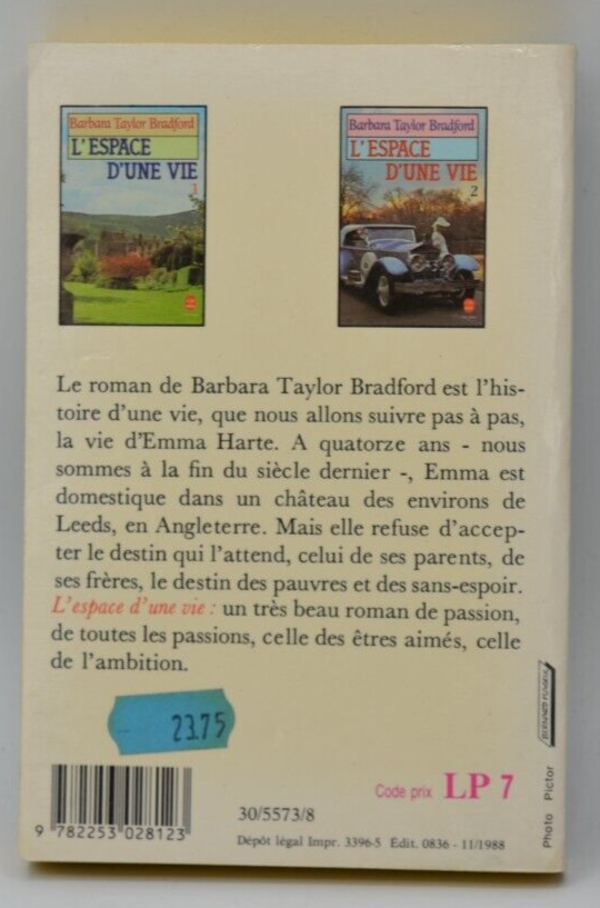 Barbara Taylor Bradford
L'ESPACE
D'UNE VIE
1
Barbara Taylor Bradford
L'ESPACE
D'UNE VIE
2
Le roman de Barbara Taylor Bradford est l'his-
toire d'une vie, que nous allons suivre pas à pas,
la vie d'Emma Harte. A quatorze ans - nous
sommes à la fin du siècle dernier -, Emma est
domestique dans un château des environs de
Leeds, en Angleterre. Mais elle refuse d'accep-
ter le destin qui l'attend, celui de ses parents, de
ses frères, le destin des pauvres et des sans-espoir.
L'espace d'une vie : un très beau roman de passion,
de toutes les passions, celle des êtres aimés, celle
de l'ambition.
23.75
Code prix LP 7
30/5573/8
9 782253 028123
Dépôt légal Impr. 3396-5 Édit. 0836 - 11/1988
Photo Pictor